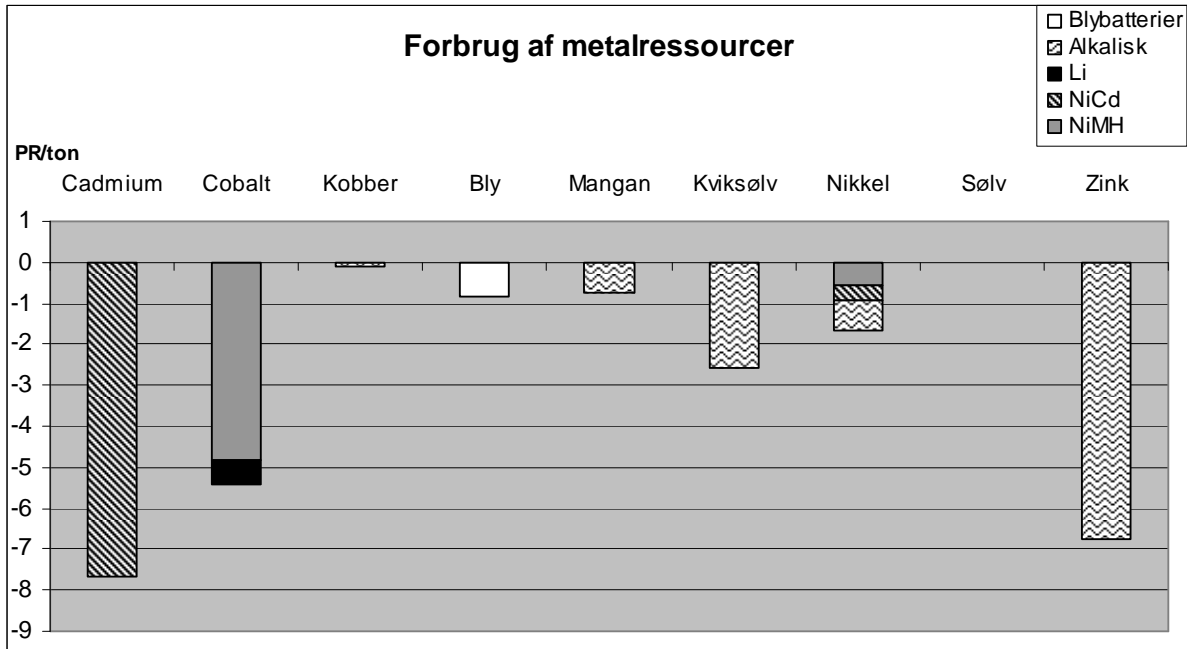 Forbrug af metalressourcer
Blybatterier
Alkalisk
Li
NiCd
NiMH
PR/ton
Cadmium Cobalt Kobber Bly Mangan Kviksølv Nikkel Sølv Zink
1
0
-1
-2
-3
-4
-5
-6
-7
-8
-9